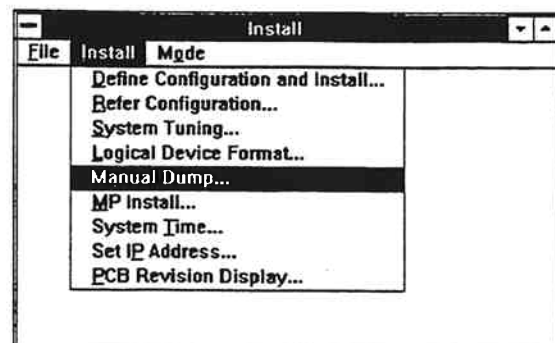 Install
File Install Mode
Define Configuration and Install...
Refer Configuration...
System Tuning...
Logical Device Format...
Manual Dump...
MP Install...
System Time...
Set IP Address...
PCB Revision Display...